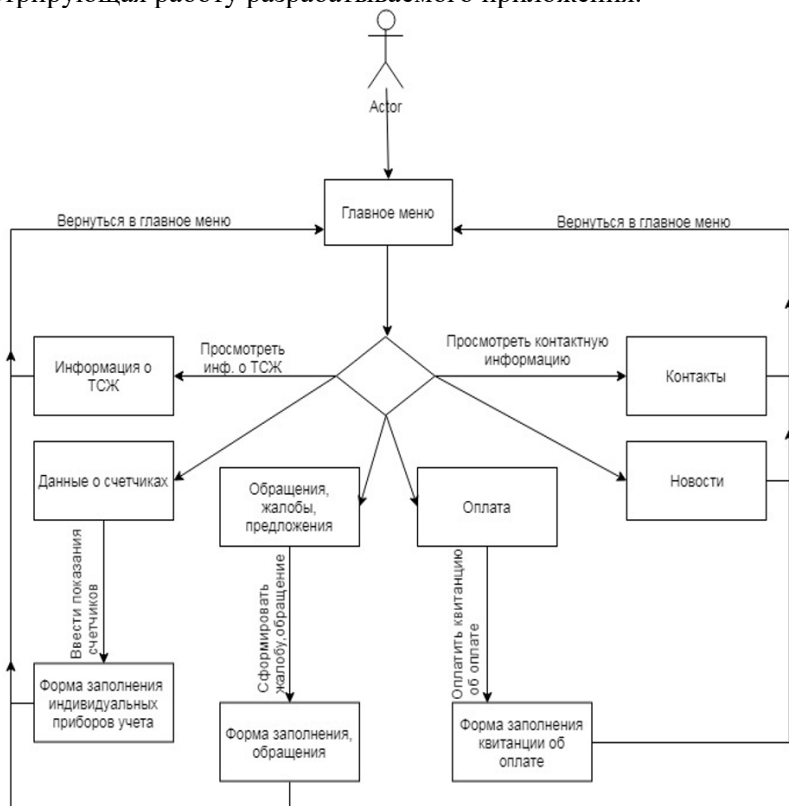 стрирующая работу разрабатываемого приложения.
Actor
Главное меню
Вернуться в главное меню
Вернуться в главное меню
Просмотреть
инф. о ТСЖ
Просмотреть контактную
информацию
Информация о
ТСЖ
Контакты
Данные о счетчиках
Обращения,
жалобы,
предложения
Оплата
Новости
Ввести показания
счетчиков
Сформировать
жалобу,обращение
Оплатить квитанцию
об оплате
Форма заполнения
индивидуальных
приборов учета
Форма заполнения,
обращения
Форма заполнения
квитанции об
оплате